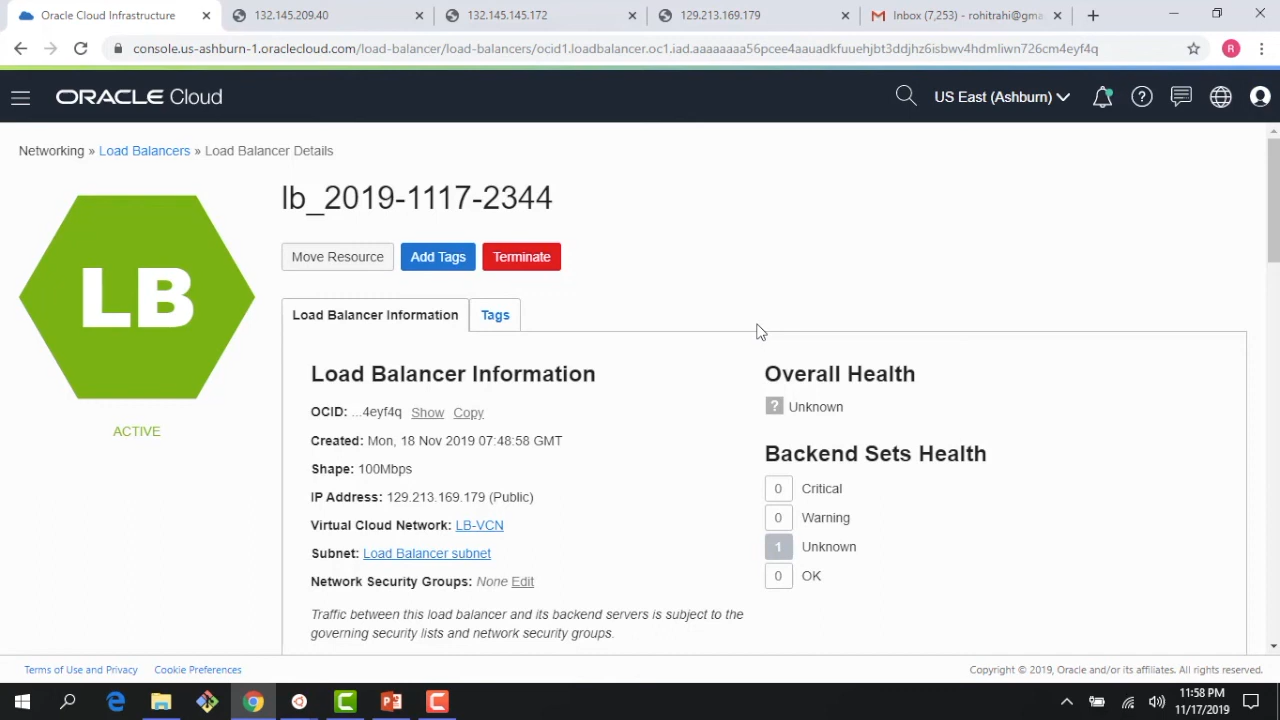 Oracle Cloud Infrastructure
132.145.209.40
132.145.145.172
129.213.169.179
Inbox (7,253) - rohitrahi@gma
console.us-ashburn-1.oraclecloud.com/load-balancer/load-balancers/ocid1.loadbalancer.oc1.iad.aaaaaaaa56pcee4aauadkfuuehjbt3ddjhz6isbwv4hdmliwn726cm4eyf4q
R
ORACLE Cloud
US East (Ashburn)
Networking » Load Balancers » Load Balancer Details
LB
ACTIVE
lb_2019-1117-2344
Move Resource
Add Tags
Terminate
Load Balancer Information
Tags
Load Balancer Information
OCID: ...4eyf4q Show Copy
Created: Mon, 18 Nov 2019 07:48:58 GMT
Shape: 100Mbps
IP Address: 129.213.169.179 (Public)
Virtual Cloud Network: LB-VCN
Subnet: Load Balancer subnet
Network Security Groups: None Edit
Traffic between this load balancer and its backend servers is subject to the
governing security lists and network security groups.
Overall Health
? Unknown
Backend Sets Health
0 Critical
0 Warning
1 Unknown
0 OK
Terms of Use and Privacy
Cookie Preferences
Copyright © 2019, Oracle and/or its affiliates. All rights reserved.
11:58 PM
11/17/2019